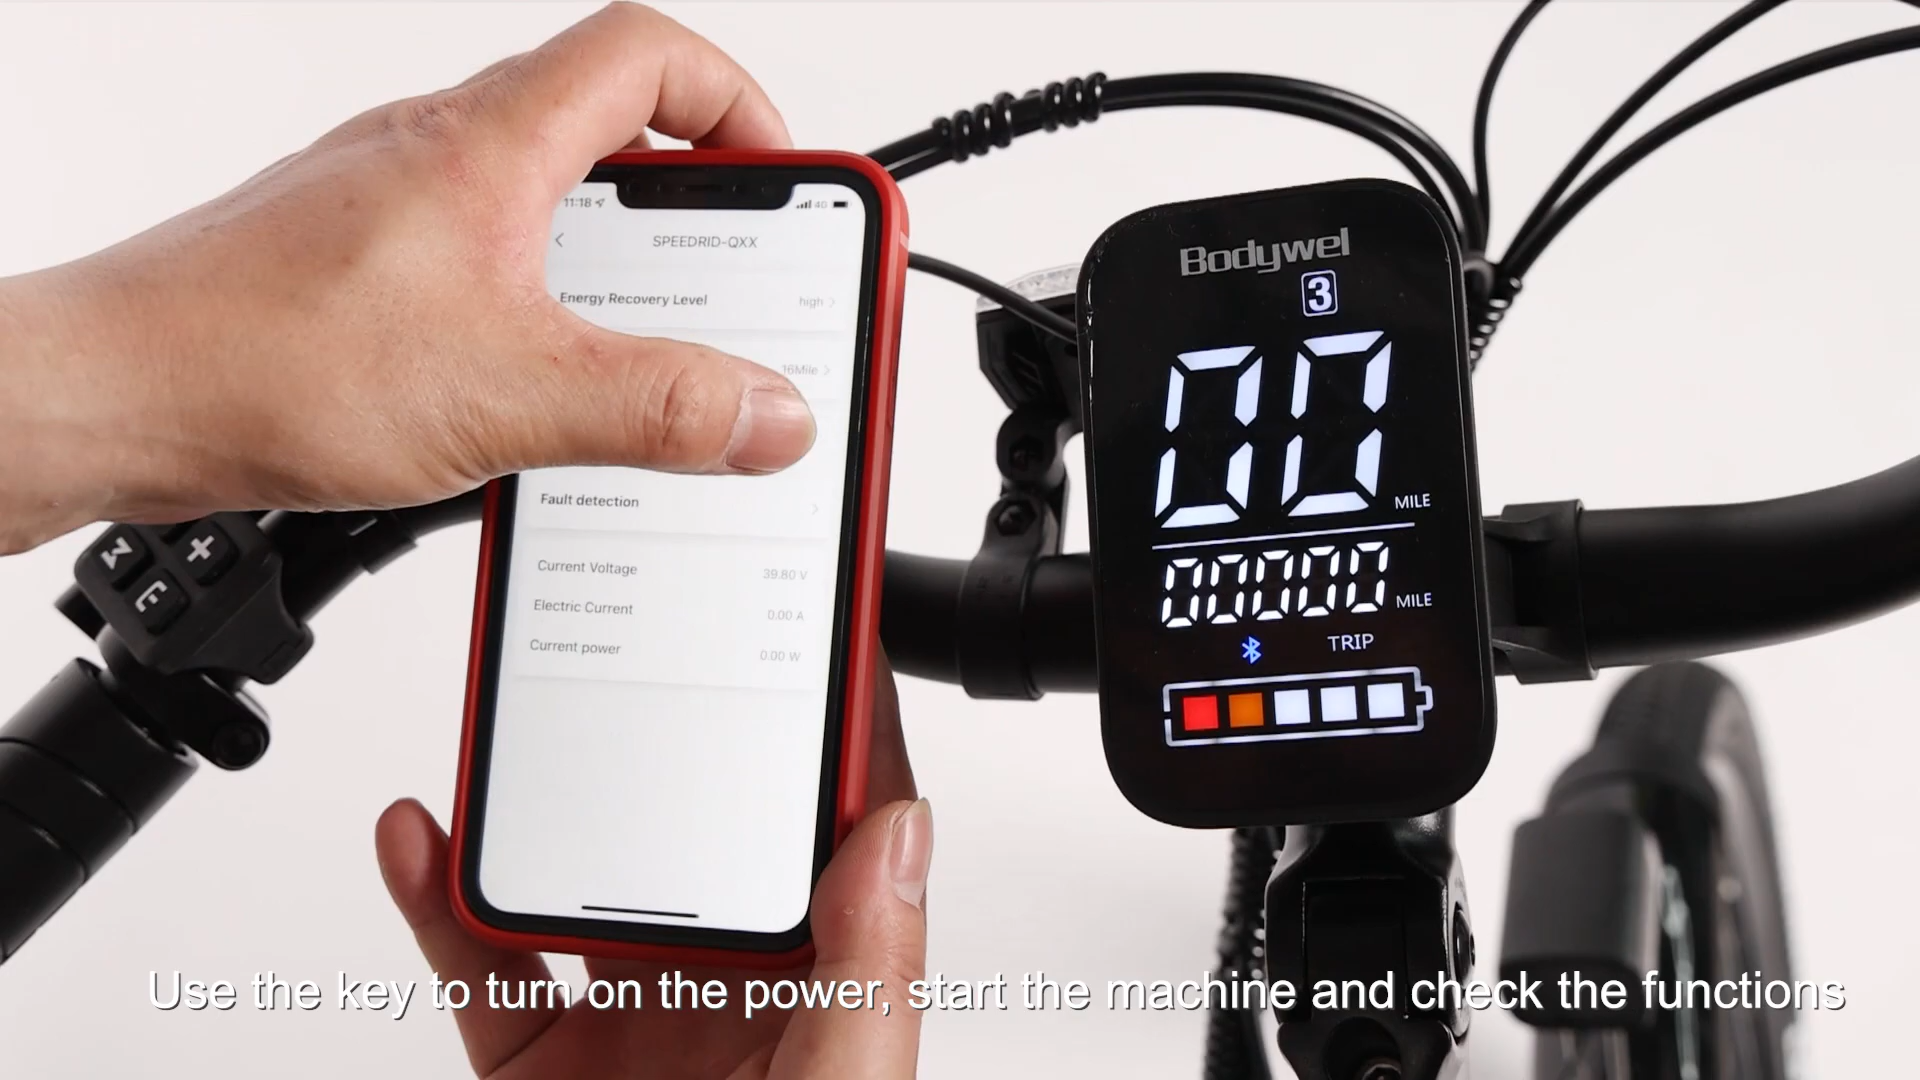 11:18
4G
SPEEDRID-QXX
Energy Recovery Level high
16Mile
Fault detection
Current Voltage 39.80 V
Electric Current 0.00 A
Current power 0.00 W
M +
E
Bodywel
3
00 MILE
00000 MILE
TRIP
Use the key to turn on the power, start the machine and check the functions